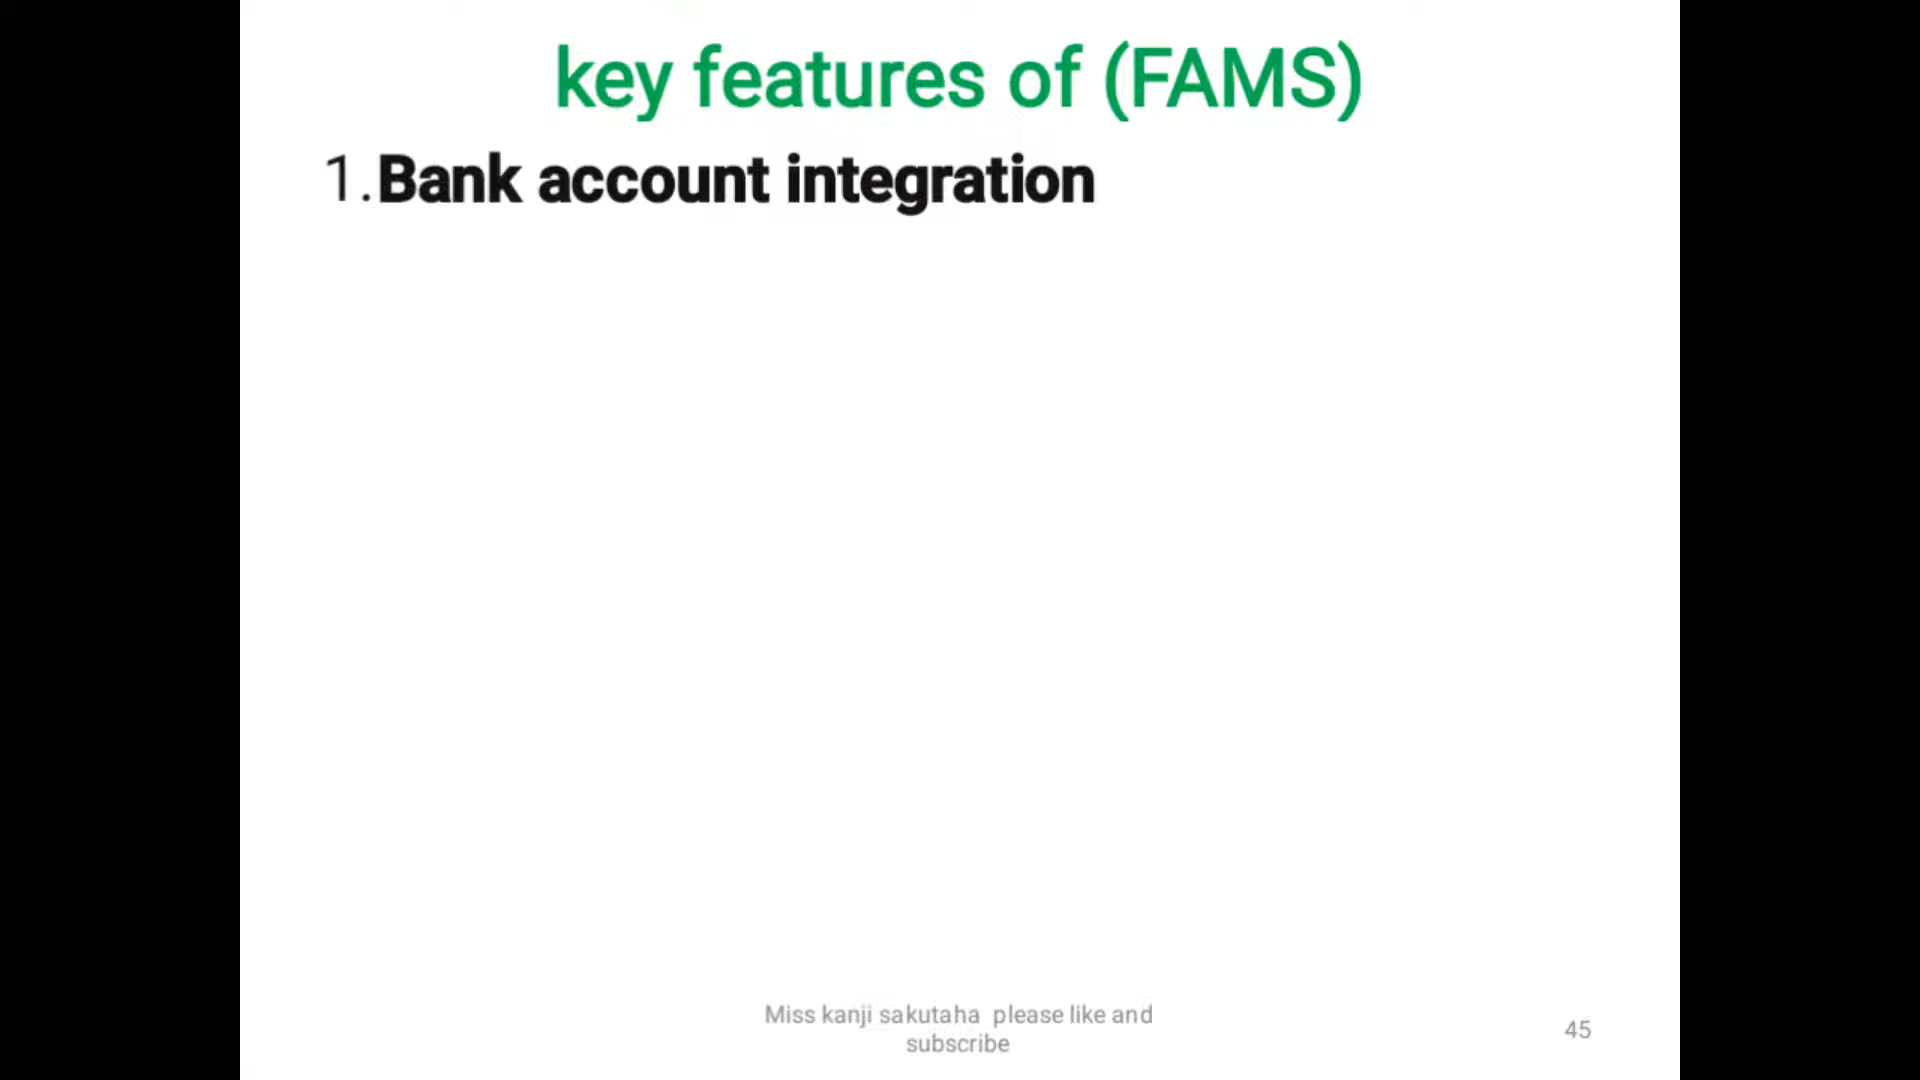 key features of (FAMS)
1.Bank account integration
Miss kanji sakutaha please like and
subscribe
45